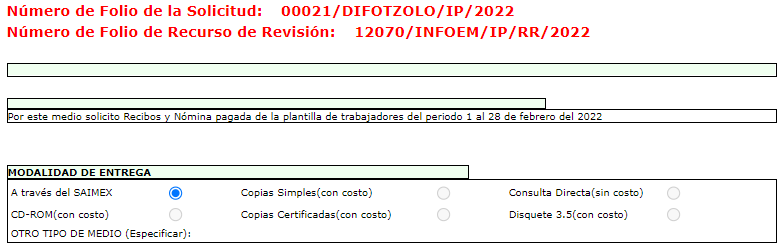 Número de Folio de la Solicitud: 00021/DIFOTZOLO/IP/2022
Número de Folio de Recurso de Revisión: 12070/INFOEM/IP/RR/2022
Por este medio solicito Recibos y Nómina pagada de la plantilla de trabajadores del periodo 1 al 28 de febrero del 2022
MODALIDAD DE ENTREGA
A través del SAIMEX Copias Simples(con costo) Consulta Directa(sin costo)
CD-ROM(con costo) Copias Certificadas(con costo) Disquete 3.5(con costo)
OTRO TIPO DE MEDIO (Especificar):